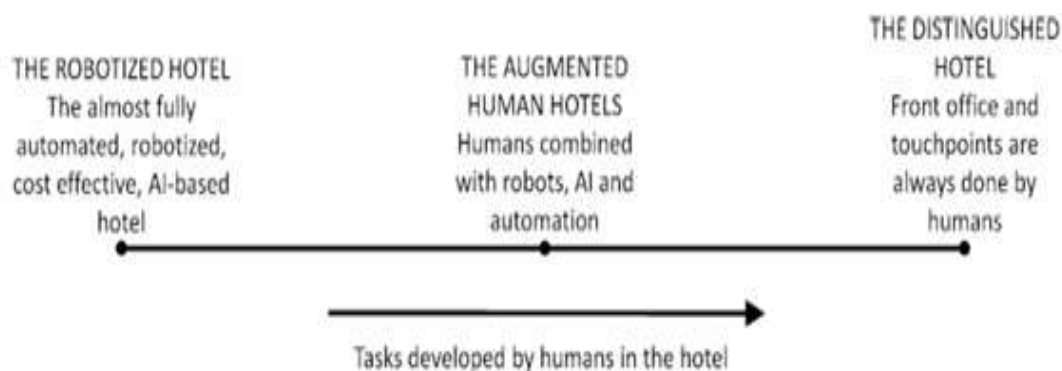 THE ROBOTIZED HOTEL
The almost fully
automated, robotized,
cost effective, AI-based
hotel
THE AUGMENTED
HUMAN HOTELS
Humans combined
with robots, AI and
automation
THE DISTINGUISHED
HOTEL
Front office and
touchpoints are
always done by
humans
Tasks developed by humans in the hotel